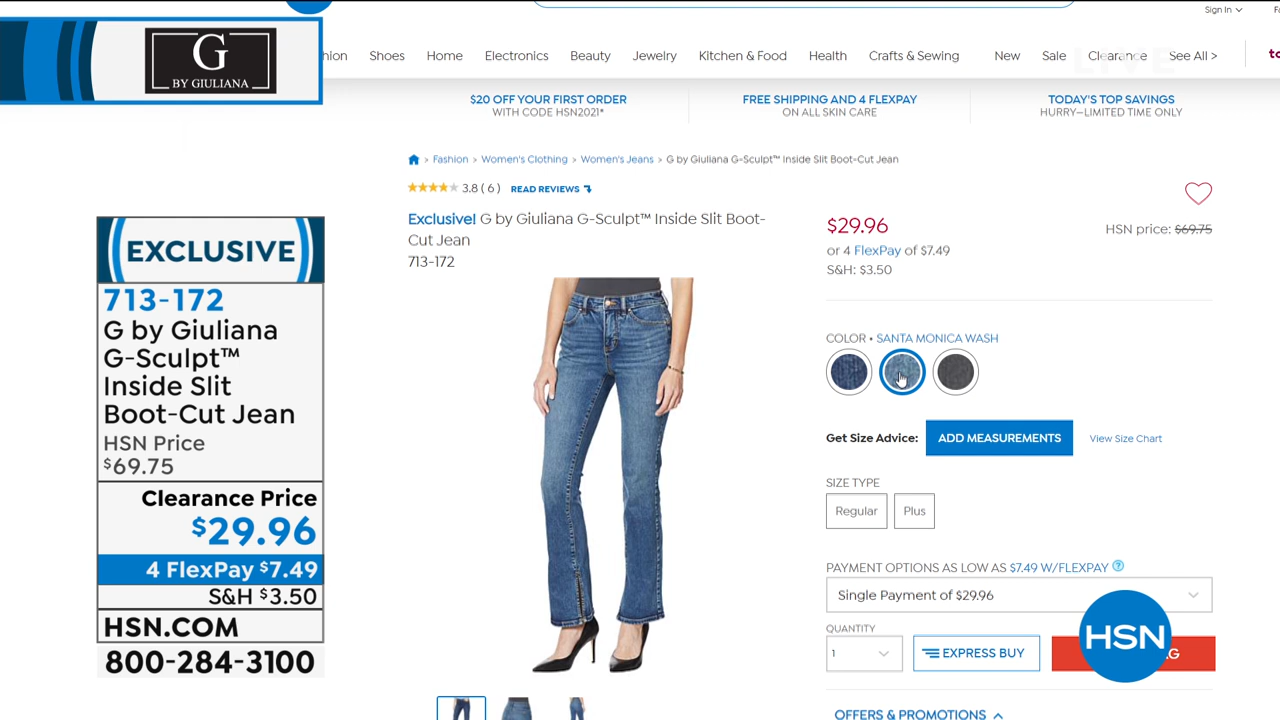 Sign In
G
BY GIULIANA
Shoes
Home
Electronics
Beauty
Jewelry
Kitchen & Food
Health
Crafts & Sewing
New
Sale
Clearance
See All >
LIVE
$20 OFF YOUR FIRST ORDER
WITH CODE HSN2021*
FREE SHIPPING AND 4 FLEXPAY
ON ALL SKIN CARE
TODAY'S TOP SAVINGS
HURRY—LIMITED TIME ONLY
> Fashion > Women's Clothing > Women's Jeans > G by Giuliana G-Sculpt™ Inside Slit Boot-Cut Jean
3.8 ( 6 ) READ REVIEWS
Exclusive! G by Giuliana G-Sculpt™ Inside Slit Boot-
Cut Jean
713-172
$29.96
HSN price: $69.75
or 4 FlexPay of $7.49
S&H: $3.50
COLOR • SANTA MONICA WASH
Get Size Advice:
ADD MEASUREMENTS
View Size Chart
SIZE TYPE
Regular
Plus
PAYMENT OPTIONS AS LOW AS $7.49 W/FLEXPAY ?
Single Payment of $29.96
QUANTITY
1
EXPRESS BUY
HSN
OFFERS & PROMOTIONS
EXCLUSIVE
713-172
G by Giuliana
G-Sculpt™
Inside Slit
Boot-Cut Jean
HSN Price
$69.75
Clearance Price
$29.96
4 FlexPay $7.49
S&H $3.50
HSN.COM
800-284-3100